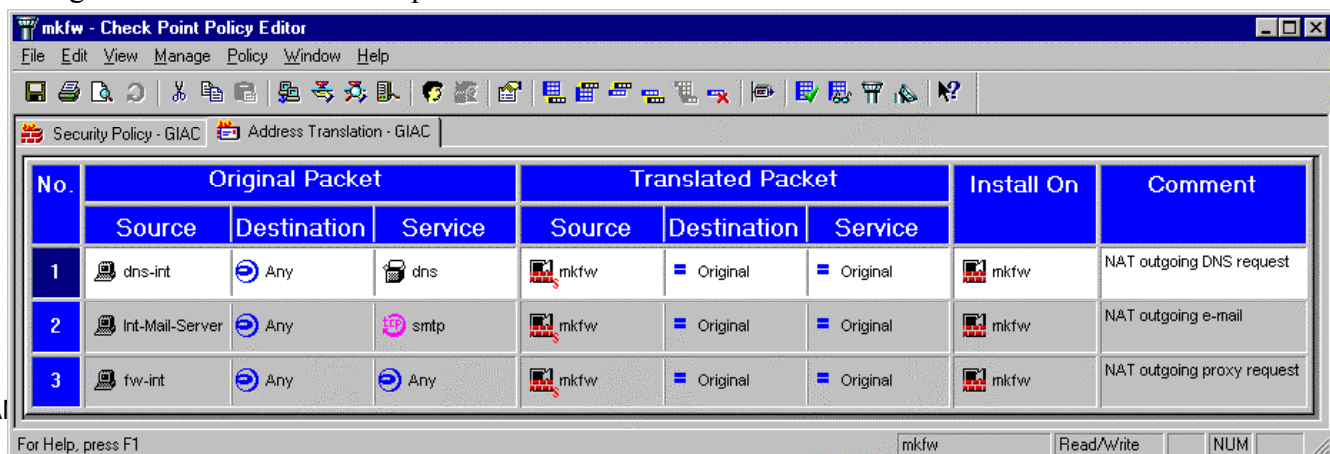 mkfw - Check Point Policy Editor
File Edit View Manage Policy Window Help
Security Policy - GIAC Address Translation - GIAC
No. Original Packet Translated Packet Install On Comment
Source Destination Service Source Destination Service
1 dns-int Any dns mkfw Original Original mkfw NAT outgoing DNS request
2 Int-Mail-Server Any smtp mkfw Original Original mkfw NAT outgoing e-mail
3 fw-int Any Any mkfw Original Original mkfw NAT outgoing proxy request
For Help, press F1 mkfw Read/Write NUM